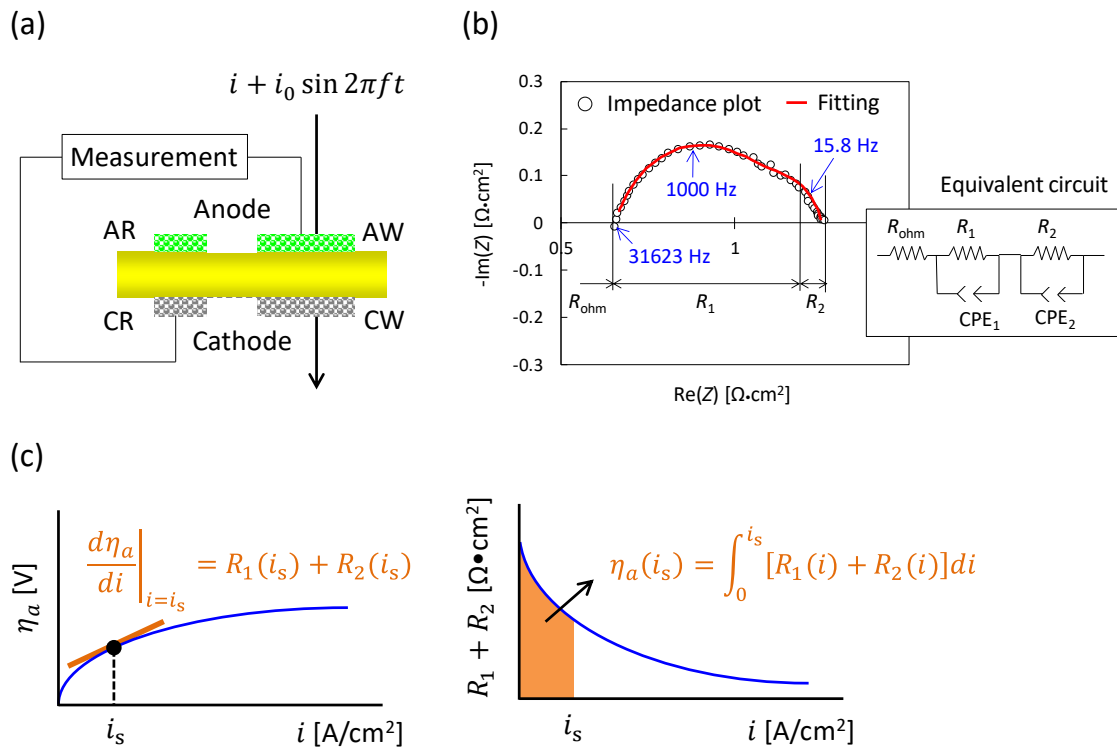 (a)
i + i₀ sin 2πft
Measurement
Anode
AR
AW
CR
CW
Cathode
(b)
0.3
0.2
0.1
0
-0.1
-0.2
-0.3
-Im(Z) [Ω•cm²]
Impedance plot
Fitting
15.8 Hz
1000 Hz
0.5
1
31623 Hz
Rohm
R₁
R₂
Re(Z) [Ω•cm²]
Equivalent circuit
Rohm
R₁
R₂
CPE₁
CPE₂
(c)
ηₐ [V]
dηₐ/di|i=iₛ = R₁(iₛ) + R₂(iₛ)
iₛ
i [A/cm²]
R₁ + R₂ [Ω•cm²]
ηₐ(iₛ) = ∫₀^iₛ [R₁(i) + R₂(i)]di
iₛ
i [A/cm²]